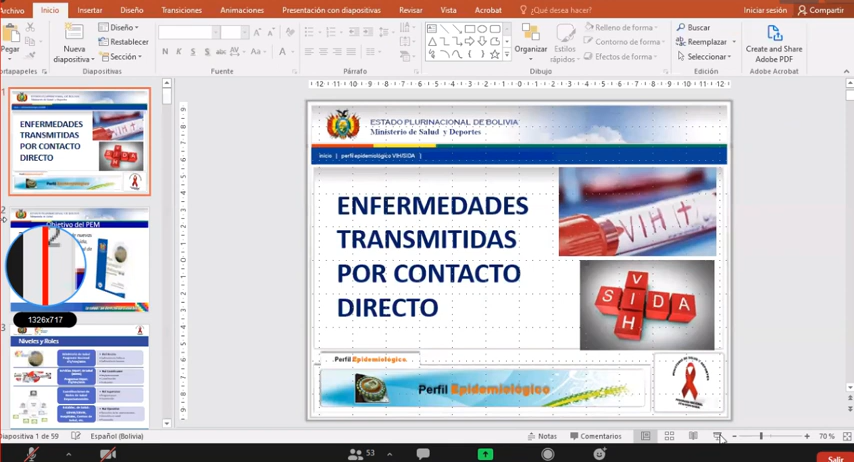 Archivo Inicio Insertar Diseño Transiciones Animaciones Presentación con diapositivas Revisar Vista Acrobat ¿Qué desea hacer? Iniciar sesión Compartir
Pegar
Nueva diapositiva
Diseño
Restablecer
Sección
N K S
Organizar
Estilos rápidos
Relleno de forma
Contorno de forma
Efectos de forma
Buscar
Reemplazar
Seleccionar
Create and Share
Adobe PDF
Portapapeles Diapositivas Fuente Párrafo Dibujo Edición Adobe Acrobat
1
ENFERMEDADES
TRANSMITIDAS
POR CONTACTO
DIRECTO
2
Objetivo del PEM
1326x717
3
Niveles y Roles
ESTADO PLURINACIONAL DE BOLIVIA
Ministerio de Salud y Deportes
Inicio | perfil epidemiológico VIH/SIDA |
ENFERMEDADES
TRANSMITIDAS
POR CONTACTO
DIRECTO
VIH +
SIDA
VIH
Perfil Epidemiológico.
Perfil Epidemiológico
Diapositiva 1 de 59 Español (Bolivia) Notas Comentarios 70 %
53
Salir